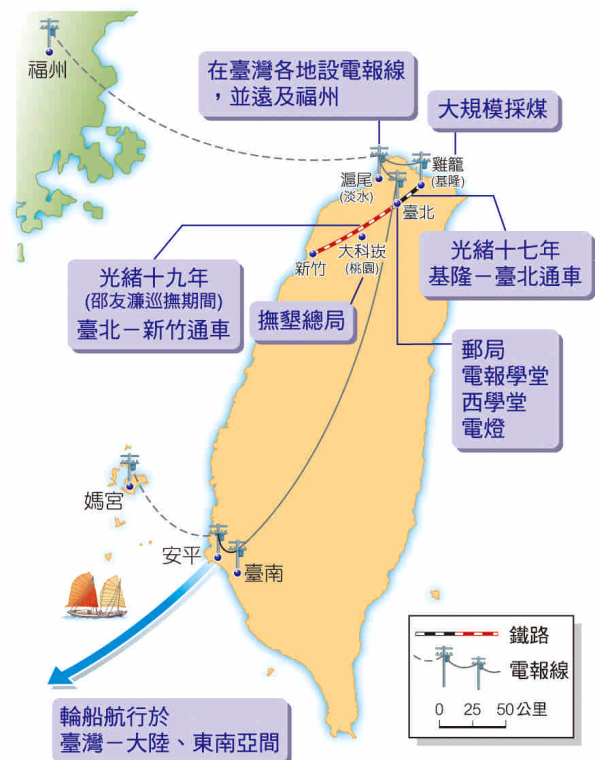 福州
在臺灣各地設電報線
，並遠及福州
大規模採煤
雞籠
(基隆)
滬尾
(淡水)
臺北
大科崁
(桃園)
新竹
光緒十九年
(邵友濂巡撫期間)
臺北－新竹通車
撫墾總局
光緒十七年
基隆－臺北通車
郵局
電報學堂
西學堂
電燈
媽宮
安平
臺南
輪船航行於
臺灣－大陸、東南亞間
鐵路
電報線
0 25 50公里